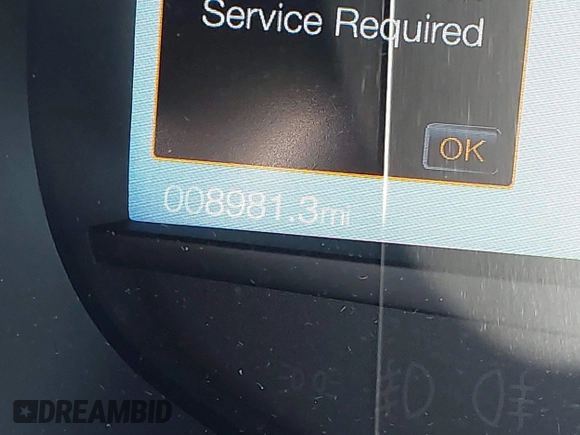 Service Required
OK
008981.3mi
DREAMBID